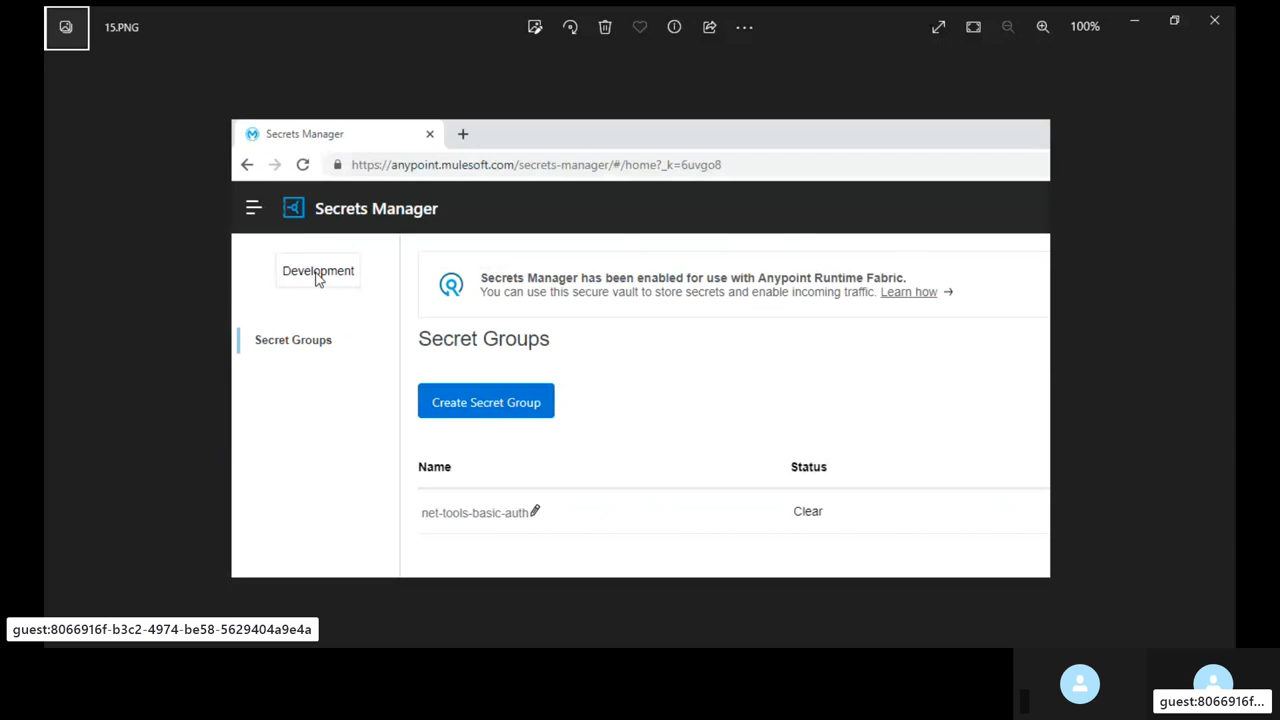 15.PNG
100%
Secrets Manager
https://anypoint.mulesoft.com/secrets-manager/#/home?_k=6uvgo8
Secrets Manager
Development
Secrets Manager has been enabled for use with Anypoint Runtime Fabric.
You can use this secure vault to store secrets and enable incoming traffic. Learn how →
Secret Groups
Secret Groups
Create Secret Group
Name Status
net-tools-basic-auth Clear
guest:8066916f-b3c2-4974-be58-5629404a9e4a
guest:8066916f...